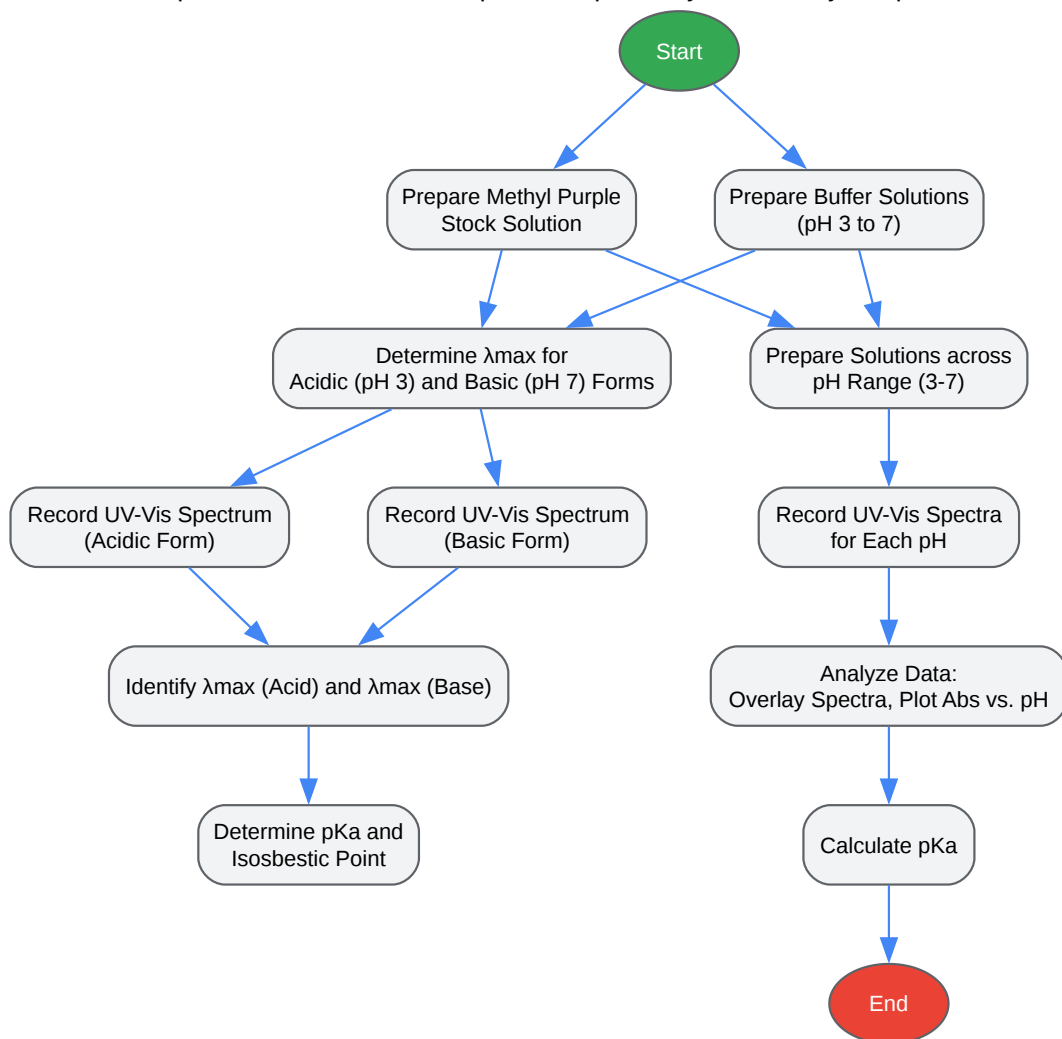 Start
Prepare Methyl Purple
Stock Solution
Prepare Buffer Solutions
(pH 3 to 7)
Determine λmax for
Acidic (pH 3) and Basic (pH 7) Forms
Prepare Solutions across
pH Range (3-7)
Record UV-Vis Spectrum
(Acidic Form)
Record UV-Vis Spectrum
(Basic Form)
Record UV-Vis Spectra
for Each pH
Identify λmax (Acid) and λmax (Base)
Analyze Data:
Overlay Spectra, Plot Abs vs. pH
Determine pKa and
Isosbestic Point
Calculate pKa
End